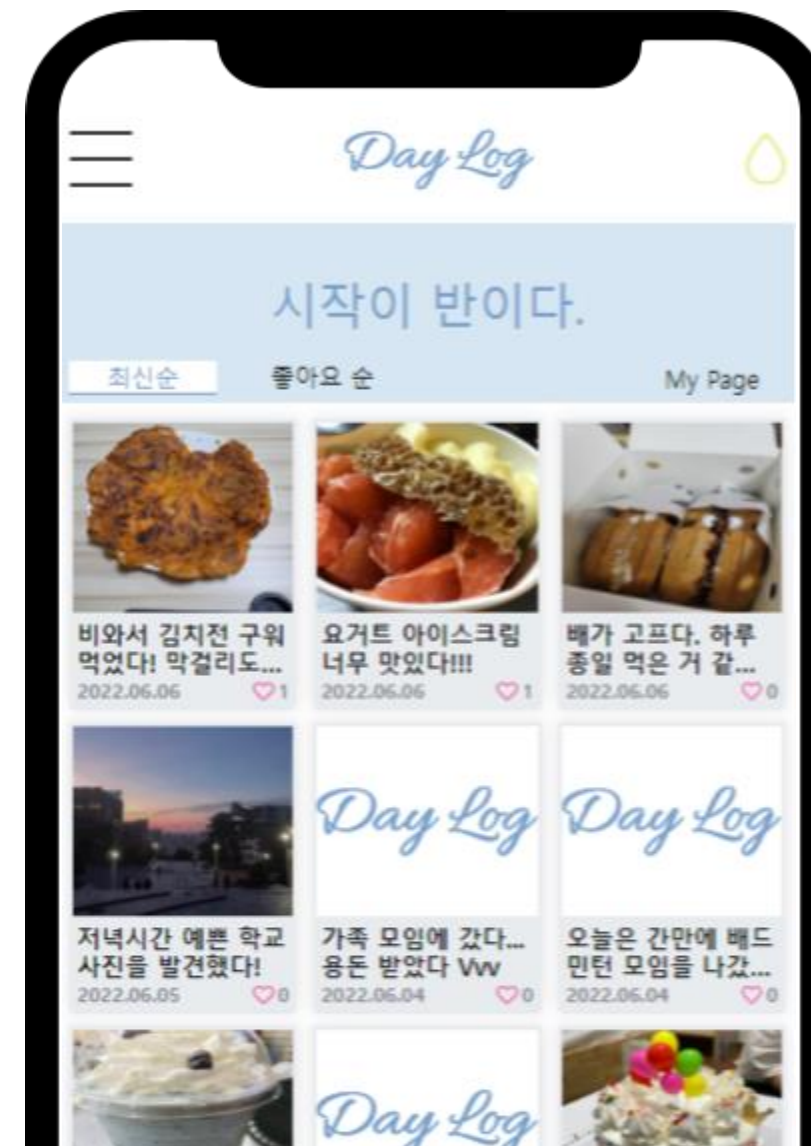 Day Log
시작이 반이다.
최신순 좋아요 순 My Page
비와서 김치전 구워
먹었다! 막걸리도...
2022.06.06 1
요거트 아이스크림
너무 맛있다!!!
2022.06.06 1
배가 고프다. 하루
종일 먹은 거 같...
2022.06.06 0
저녁시간 예쁜 학교
사진을 발견했다!
2022.06.05 0
Day Log
가족 모임에 갔다...
용돈 받았다 Vvv
2022.06.04 0
Day Log
오늘은 간만에 배드
민턴 모임을 나갔...
2022.06.04 0
Day Log